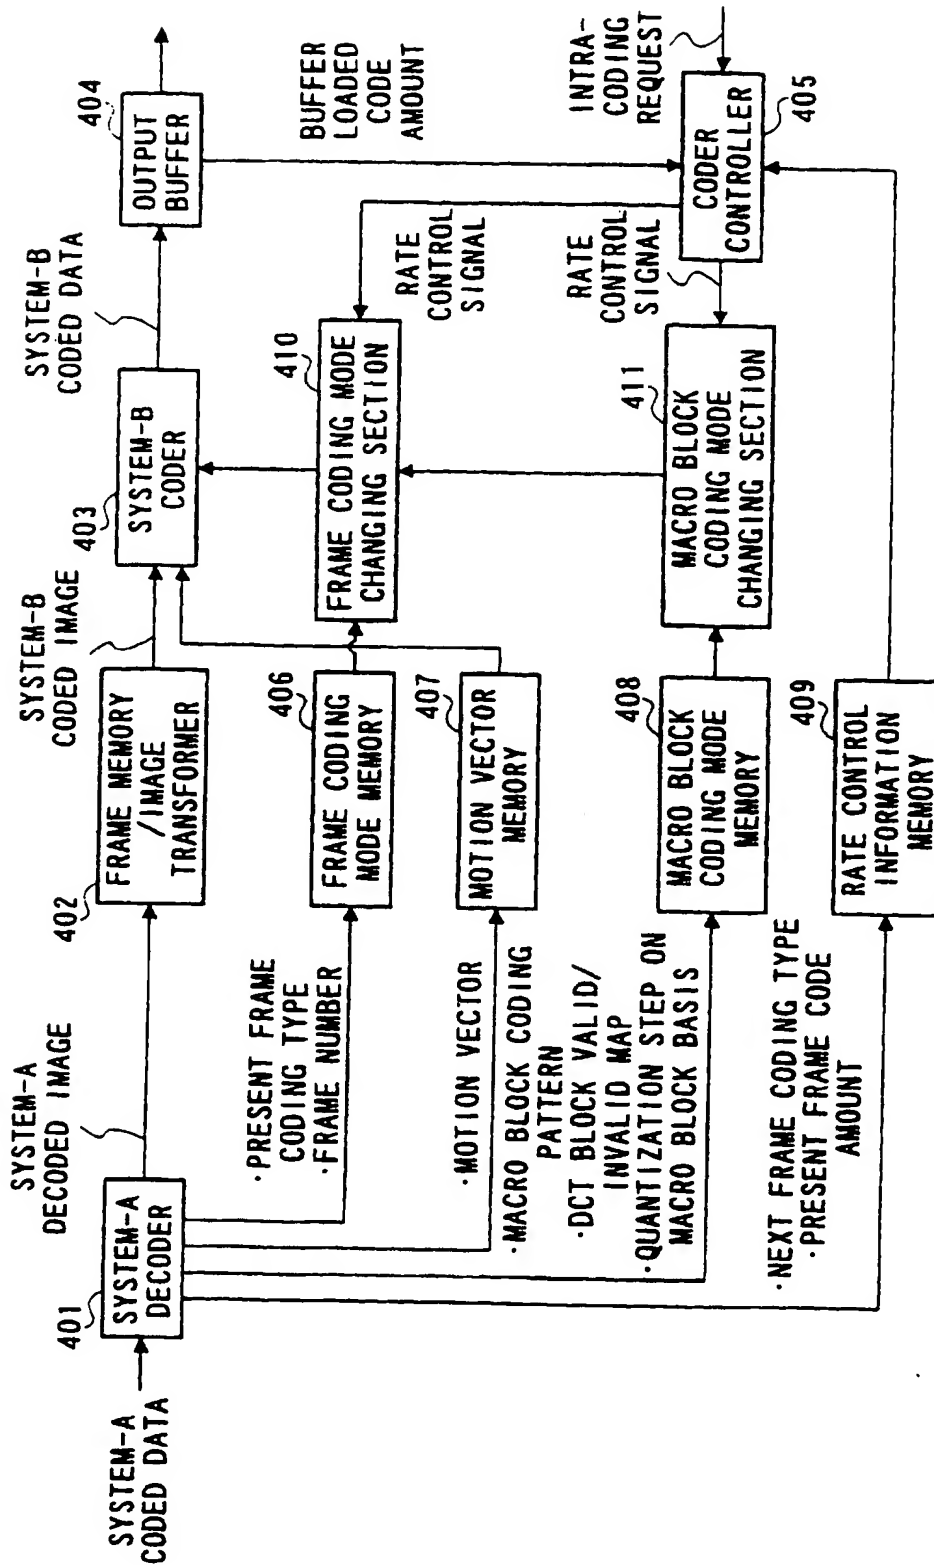 SYSTEM-A
CODED DATA
401
SYSTEM-A
DECODER
SYSTEM-A
DECODED IMAGE
402
FRAME MEMORY
/IMAGE
TRANSFORMER
SYSTEM-B
CODED IMAGE
403
SYSTEM-B
CODER
SYSTEM-B
CODED DATA
404
OUTPUT
BUFFER
·PRESENT FRAME
CODING TYPE
·FRAME NUMBER
406
FRAME CODING
MODE MEMORY
410
FRAME CODING MODE
CHANGING SECTION
RATE
CONTROL
SIGNAL
BUFFER
LOADED
CODE
AMOUNT
·MOTION VECTOR
407
MOTION VECTOR
MEMORY
·MACRO BLOCK CODING
PATTERN
·DCT BLOCK VALID/
INVALID MAP
·QUANTIZATION STEP ON
MACRO BLOCK BASIS
408
MACRO BLOCK
CODING MODE
MEMORY
411
MACRO BLOCK
CODING MODE
CHANGING SECTION
RATE
CONTROL
SIGNAL
CODER
CONTROLLER
405
INTRA-
CODING
REQUEST
·NEXT FRAME CODING TYPE
·PRESENT FRAME CODE
AMOUNT
409
RATE CONTROL
INFORMATION
MEMORY